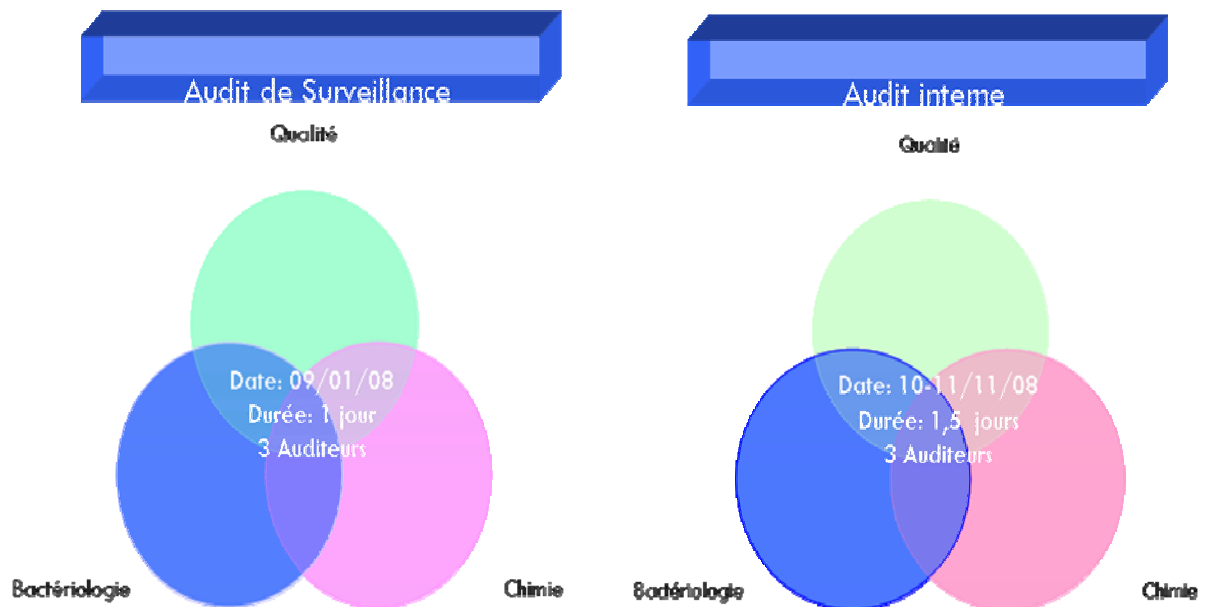 Audit de Surveillance
Qualité
Date: 09/01/08
Durée: 1 jour
3 Auditeurs
Bactériologie
Chimie
Audit interne
Qualité
Date: 10-11/11/08
Durée: 1,5 jours
3 Auditeurs
Bactériologie
Chimie